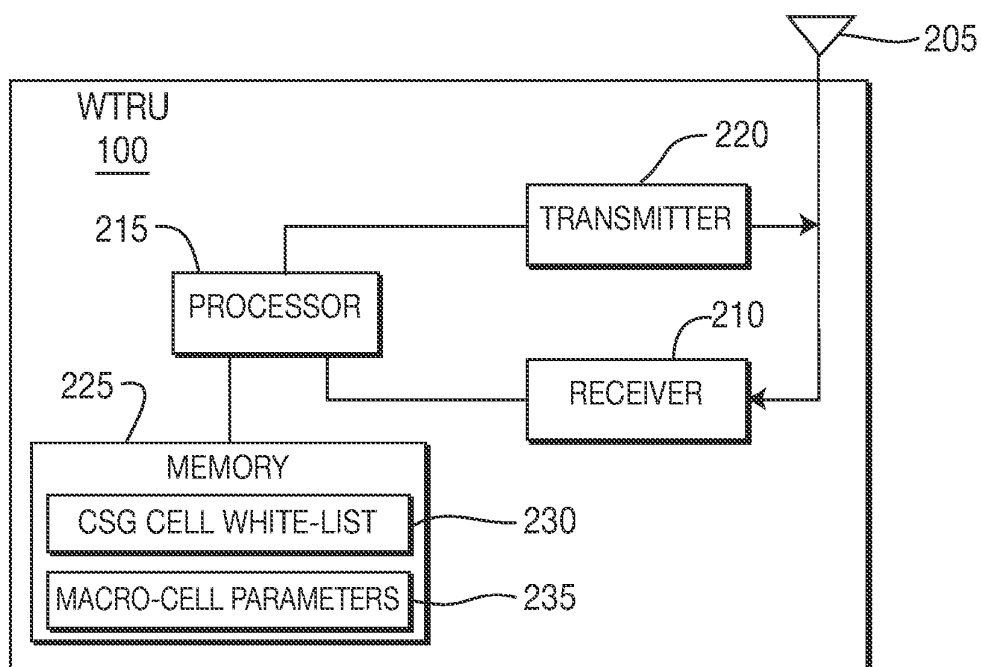 205
WTRU
100
220
TRANSMITTER
215
PROCESSOR
210
RECEIVER
225
MEMORY
CSG CELL WHITE-LIST
230
MACRO-CELL PARAMETERS
235